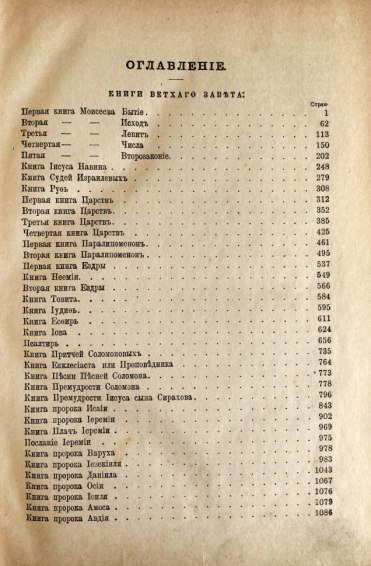 ОГЛАВЛЕНІЕ.
КНИГИ ВЕТХАГО ЗАВѢТА:
Стран.
Первая книга Моисеева Бытіе . 1
Вторая — — Исходъ 62
Третья — — Левитъ 113
Четвертая — — Числа 150
Пятая — — Второзаконіе. 202
Книга Іисуса Навина 248
Книга Судей Израилевыхъ 279
Книга Руѳь 308
Первая книга Царствъ 312
Вторая книга Царствъ. 352
Третья книга Царствъ. 385
Четвертая книга Царствъ 425
Первая книга Паралипоменонъ. 461
Вторая книга Паралипоменонъ. 495
Первая книга Ездры 537
Книга Нееміи. 549
Вторая книга Ездры 566
Книга Товита. 584
Книга Іудиѳь. 595
Книга Есѳирь 611
Книга Іова 624
Псалтирь 656
Книга Притчей Соломоновыхъ 735
Книга Екклесіаста или Проповѣдника 764
Книга Пѣсни Пѣсней Соломона. 773
Книга Премудрости Соломона 778
Книга Премудрости Іисуса сына Сирахова. 796
Книга пророка Исаіи 843
Книга пророка Іереміи 902
Книга Плачъ Іереміи 969
Посланіе Іереміи 975
Книга пророка Варуха 978
Книга пророка Іезекіиля 983
Книга пророка Даніила 1043
Книга пророка Осіи 1067
Книга пророка Іоиля 1076
Книга пророка Амоса 1079
Книга пророка Авдія 1086